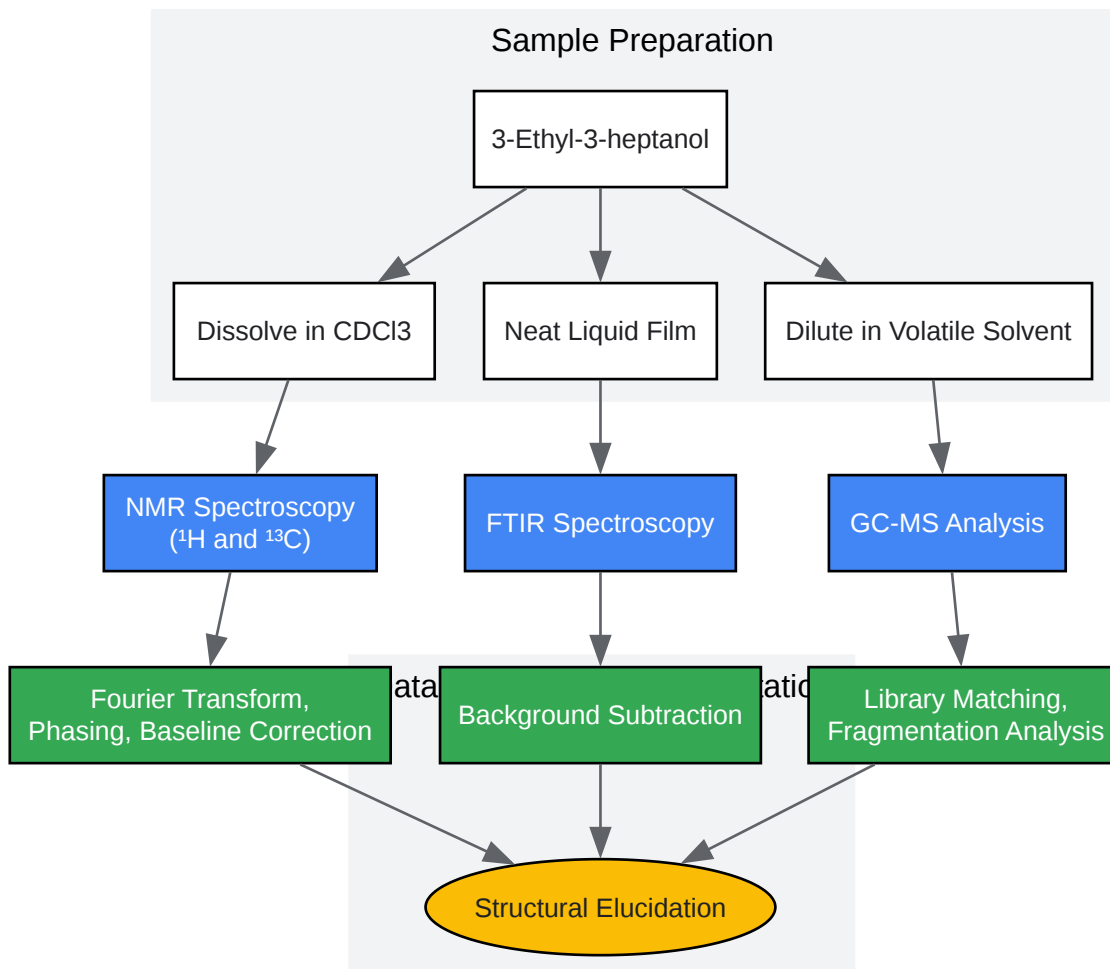 Sample Preparation
3-Ethyl-3-heptanol
Dissolve in CDCl3
Neat Liquid Film
Dilute in Volatile Solvent
NMR Spectroscopy
(¹H and ¹³C)
FTIR Spectroscopy
GC-MS Analysis
Fourier Transform,
Phasing, Baseline Correction
Background Subtraction
Library Matching,
Fragmentation Analysis
Structural Elucidation